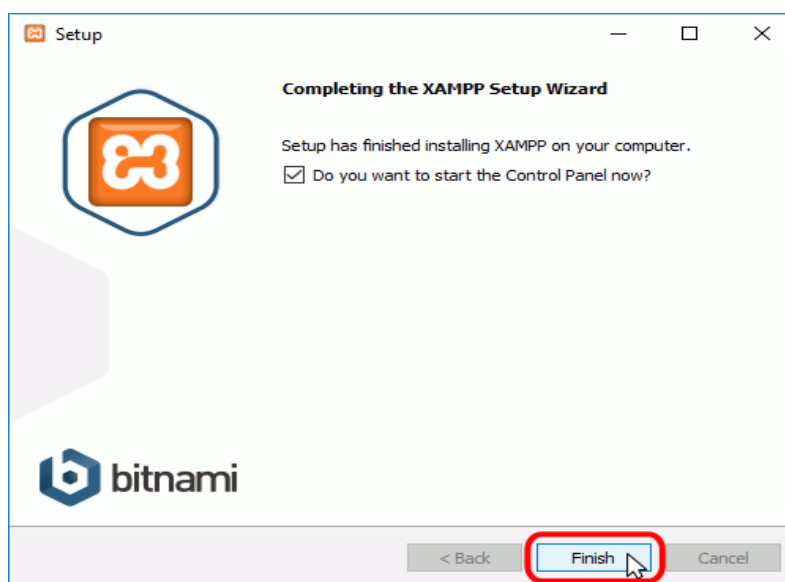 Setup
Completing the XAMPP Setup Wizard
Setup has finished installing XAMPP on your computer.
Do you want to start the Control Panel now?
bitnami
< Back
Finish
Cancel